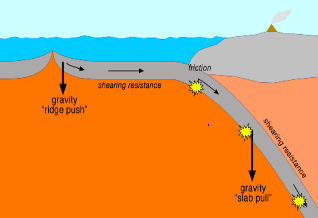 friction
shearing resistance
gravity
"ridge push"
shearing resistance
gravity
"slab pull"